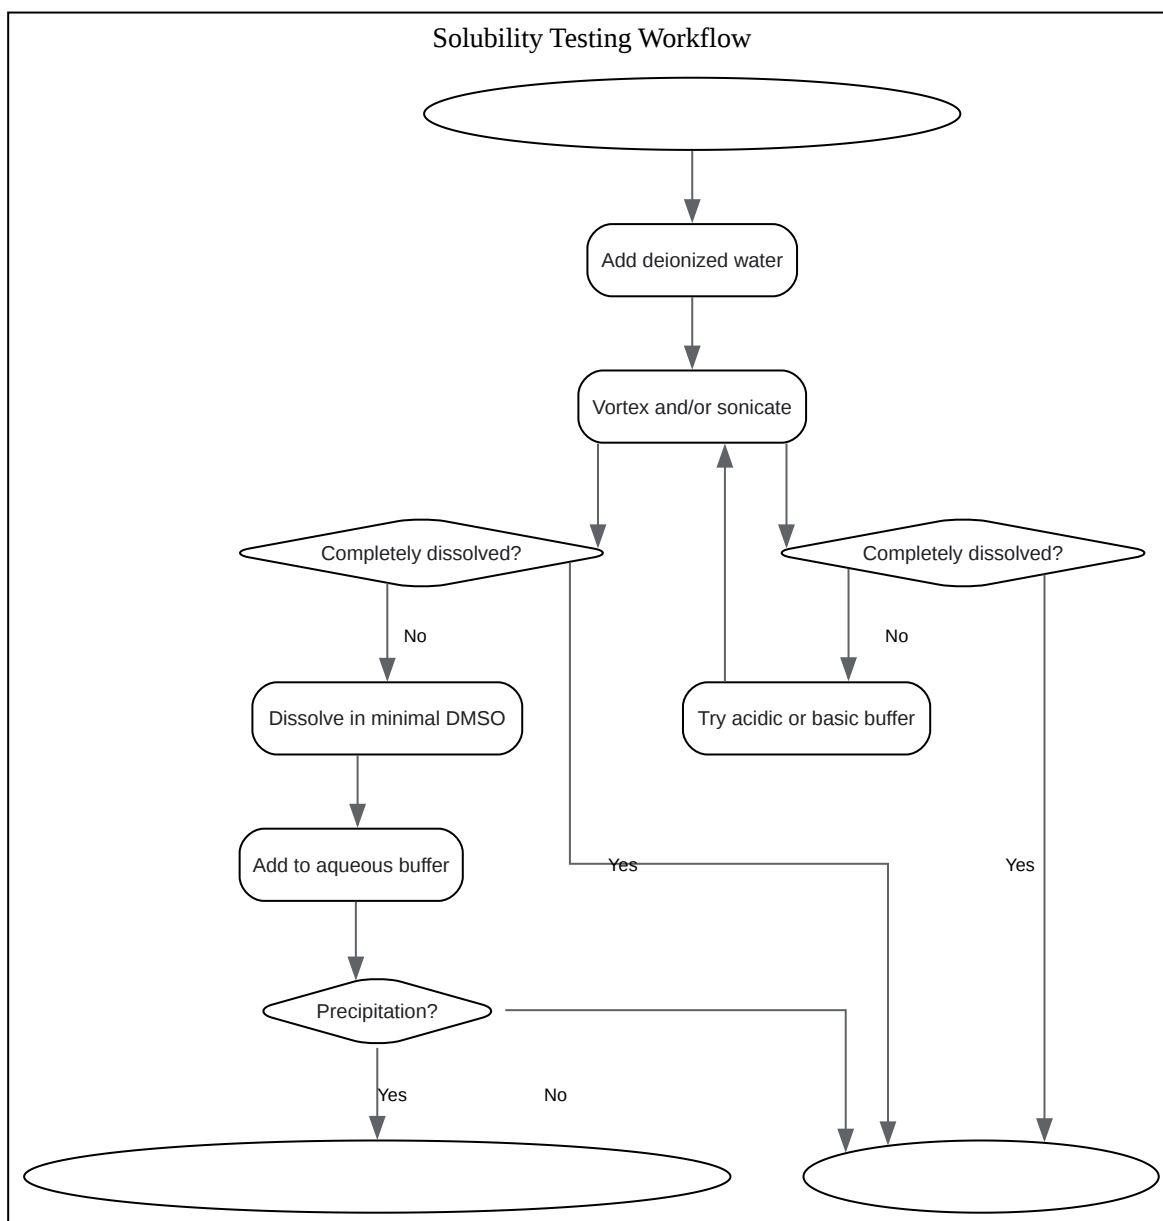 Solubility Testing Workflow
Add deionized water
Vortex and/or sonicate
Completely dissolved?
Completely dissolved?
No
No
Dissolve in minimal DMSO
Try acidic or basic buffer
Add to aqueous buffer
Yes
Yes
Precipitation?
Yes
No